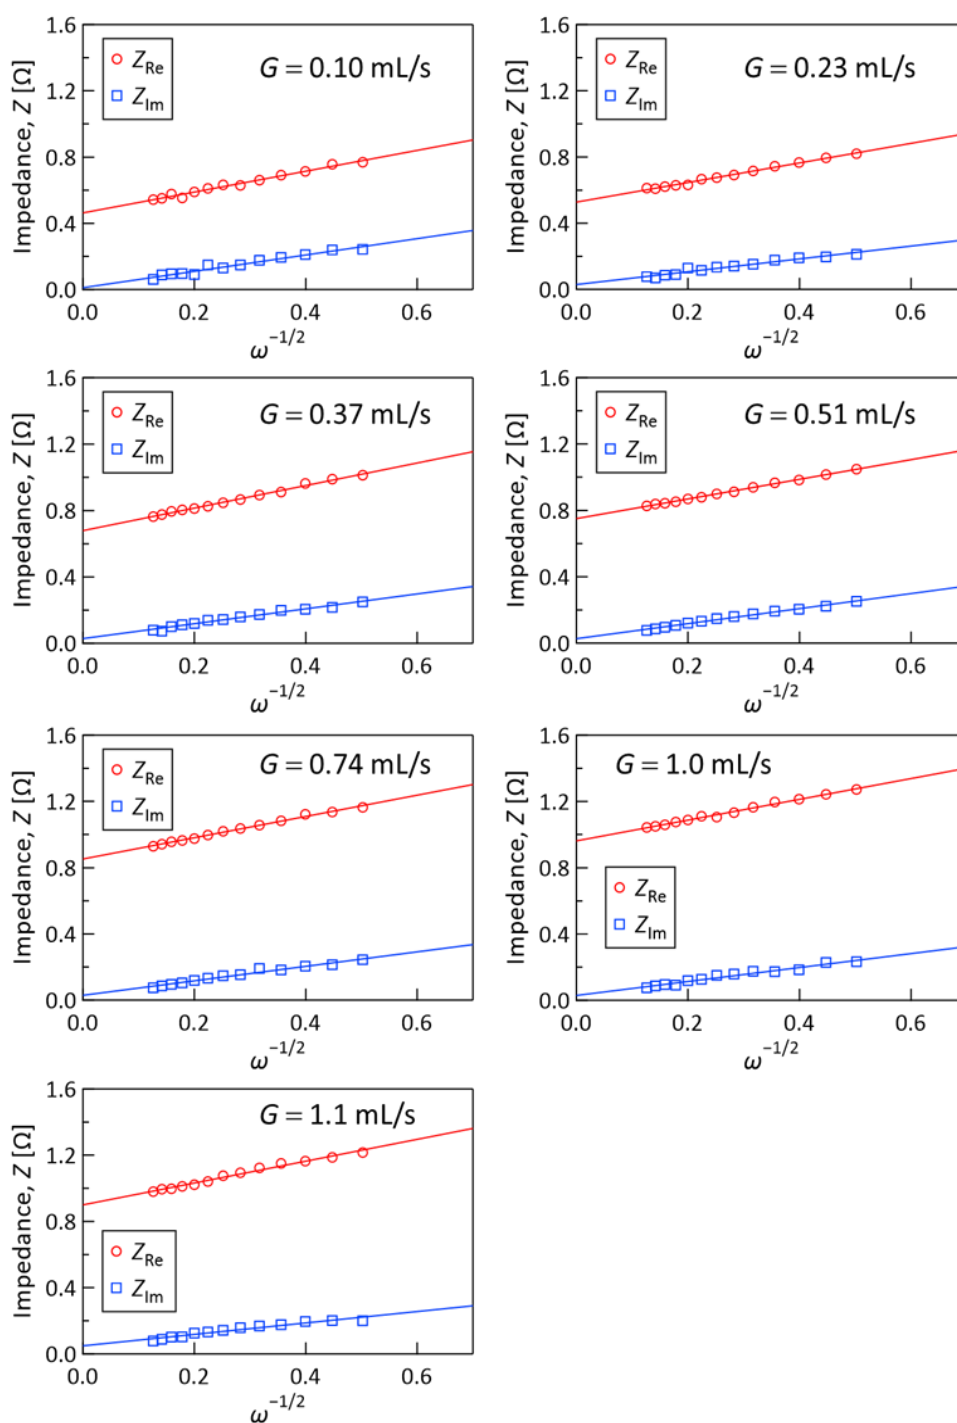 1.6
1.2
0.8
0.4
0.0
Impedance, Z [Ω]
Z_Re
Z_Im
G = 0.10 mL/s
0.0 0.2 0.4 0.6
ω^−1/2
1.6
1.2
0.8
0.4
0.0
Impedance, Z [Ω]
Z_Re
Z_Im
G = 0.23 mL/s
0.0 0.2 0.4 0.6
ω^−1/2
1.6
1.2
0.8
0.4
0.0
Impedance, Z [Ω]
Z_Re
Z_Im
G = 0.37 mL/s
0.0 0.2 0.4 0.6
ω^−1/2
1.6
1.2
0.8
0.4
0.0
Impedance, Z [Ω]
Z_Re
Z_Im
G = 0.51 mL/s
0.0 0.2 0.4 0.6
ω^−1/2
1.6
1.2
0.8
0.4
0.0
Impedance, Z [Ω]
Z_Re
Z_Im
G = 0.74 mL/s
0.0 0.2 0.4 0.6
ω^−1/2
1.6
1.2
0.8
0.4
0.0
Impedance, Z [Ω]
G = 1.0 mL/s
Z_Re
Z_Im
0.0 0.2 0.4 0.6
ω^−1/2
1.6
1.2
0.8
0.4
0.0
Impedance, Z [Ω]
G = 1.1 mL/s
Z_Re
Z_Im
0.0 0.2 0.4 0.6
ω^−1/2